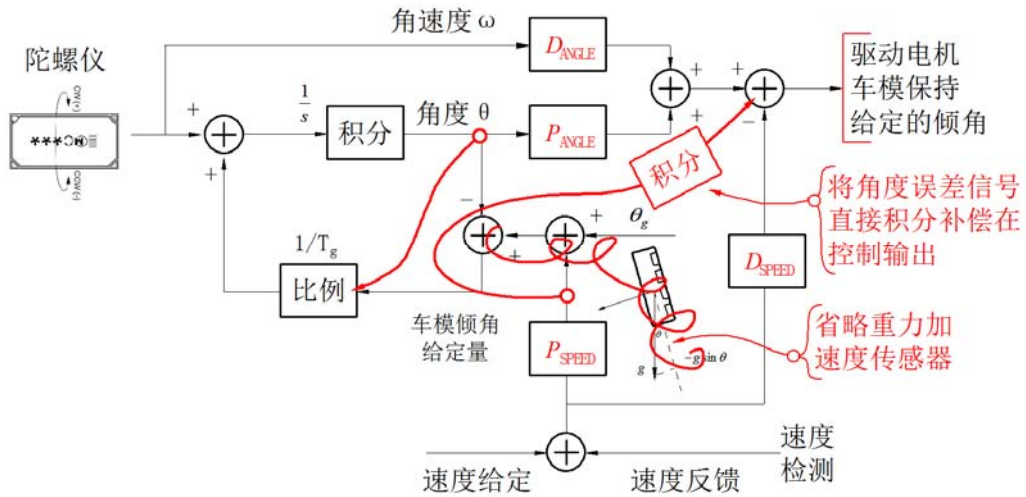 角速度 ω
陀螺仪
CW(+)
CCW(-)
D_ANGLE
驱动电机
车模保持
给定的倾角
1/s
积分
角度 θ
P_ANGLE
积分
将角度误差信号
直接积分补偿在
控制输出
θg
1/Tg
比例
D_SPEED
车模倾角
给定量
P_SPEED
θ
g
-g sin θ
省略重力加
速度传感器
速度给定
速度反馈
速度
检测